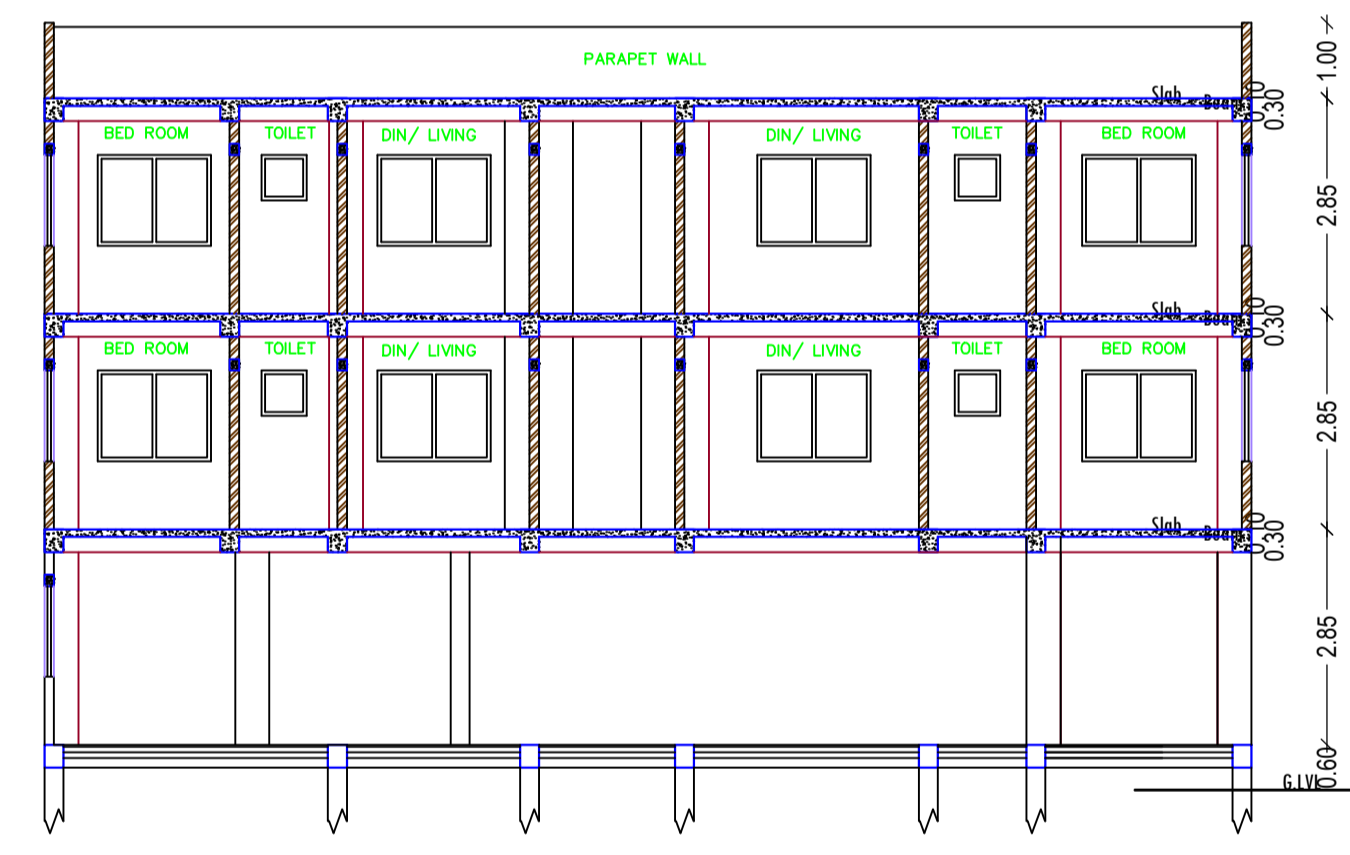 PARAPET WALL
1.00
Slab
0.30
BED ROOM TOILET DIN/ LIVING DIN/ LIVING TOILET BED ROOM
2.85
Slab
0.30
BED ROOM TOILET DIN/ LIVING DIN/ LIVING TOILET BED ROOM
2.85
Slab
0.30
2.85
0.60
G.LVL